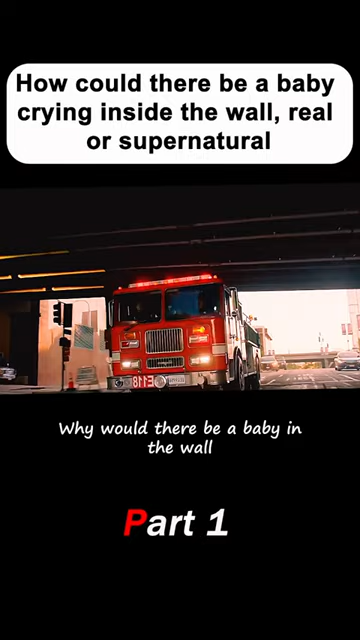 How could there be a baby
crying inside the wall, real
or supernatural
Why would there be a baby in
the wall
Part 1